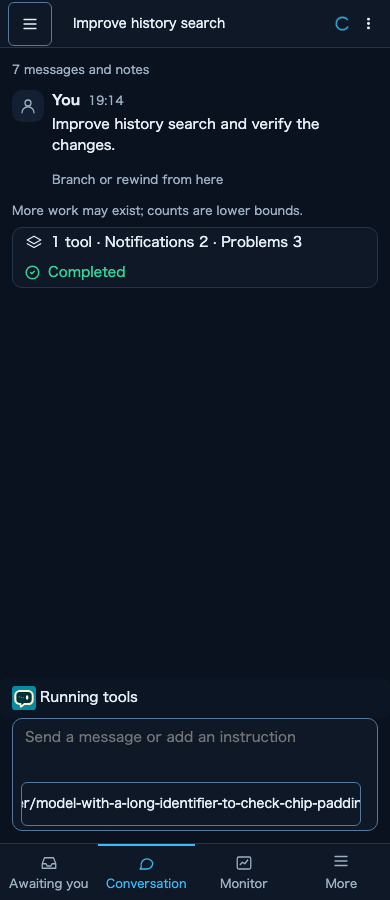 Improve history search
7 messages and notes
You 19:14
Improve history search and verify the
changes.
Branch or rewind from here
More work may exist; counts are lower bounds.
1 tool · Notifications 2 · Problems 3
Completed
Running tools
Send a message or add an instruction
er/model-with-a-long-identifier-to-check-chip-paddin
Awaiting you
Conversation
Monitor
More